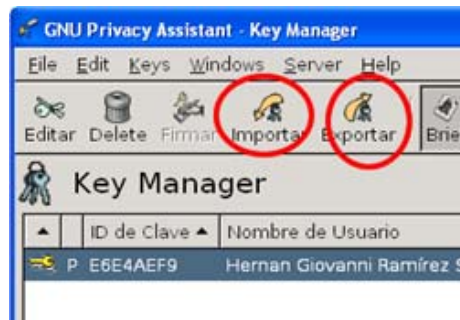 GNU Privacy Assistant - Key Manager
File Edit Keys Windows Server Help
Editar Delete Firmar Importar Exportar Brie
Key Manager
ID de Clave Nombre de Usuario
P E6E4AEF9 Hernan Giovanni Ramírez S